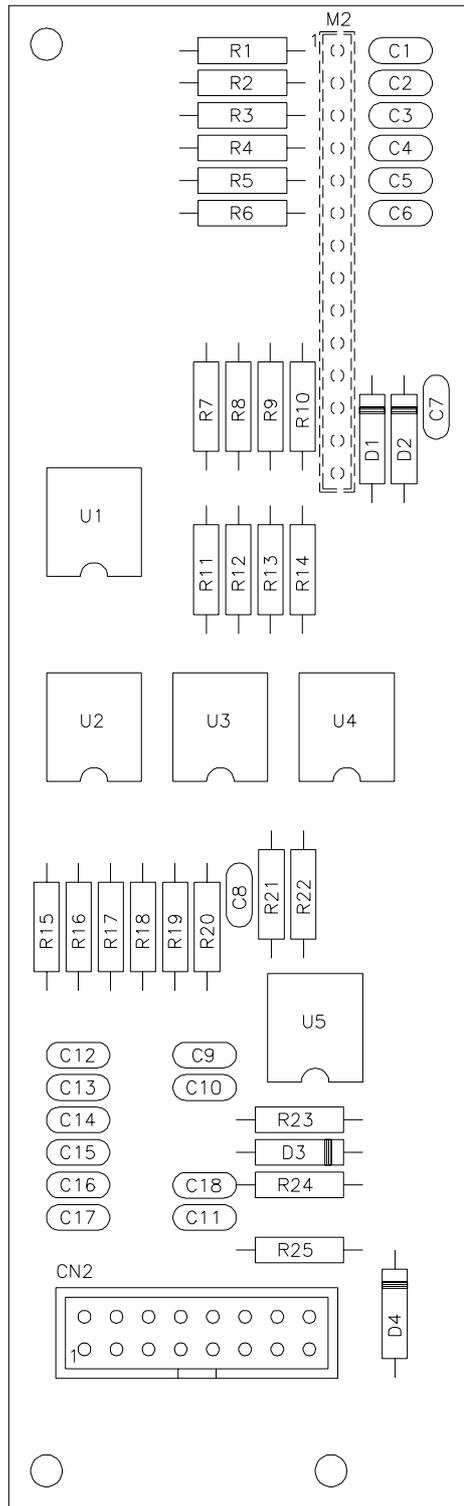 M2
1
R1 C1
R2 C2
R3 C3
R4 C4
R5 C5
R6 C6
R7 R8 R9 R10 D1 D2 C7
U1
R11 R12 R13 R14
U2 U3 U4
R15 R16 R17 R18 R19 R20 C8 R21 R22
U5
C12 C9
C13 C10
C14 R23
C15 D3
C16 C18 R24
C17 C11
R25
CN2
D4
1